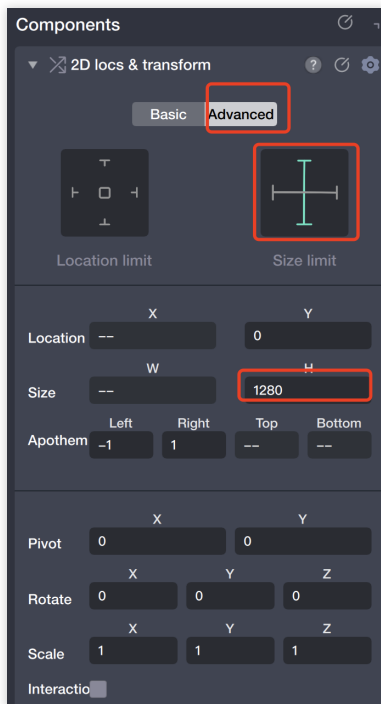 Components
2D locs & transform ?
Basic Advanced
Location limit Size limit
X Y
Location -- 0
W H
Size -- 1280
Left Right Top Bottom
Apothem -1 1 -- --
X Y
Pivot 0 0
X Y Z
Rotate 0 0 0
X Y Z
Scale 1 1 1
Interactio